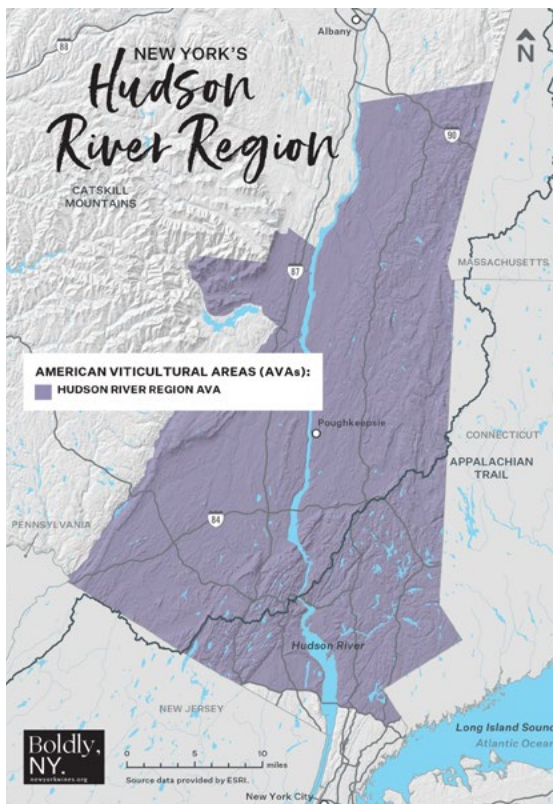 Albany
88
NEW YORK'S
Hudson
River Region
N
90
CATSKILL
MOUNTAINS
87
MASSACHUSETTS
AMERICAN VITICULTURAL AREAS (AVAs):
HUDSON RIVER REGION AVA
Poughkeepsie
CONNECTICUT
APPALACHIAN
TRAIL
84
PENNSYLVANIA
Hudson River
NEW JERSEY
Long Island Sound
Atlantic Ocean
Boldly,
NY.
newyorkwines.org
0 5 10
miles
Source data provided by ESRI.
New York City